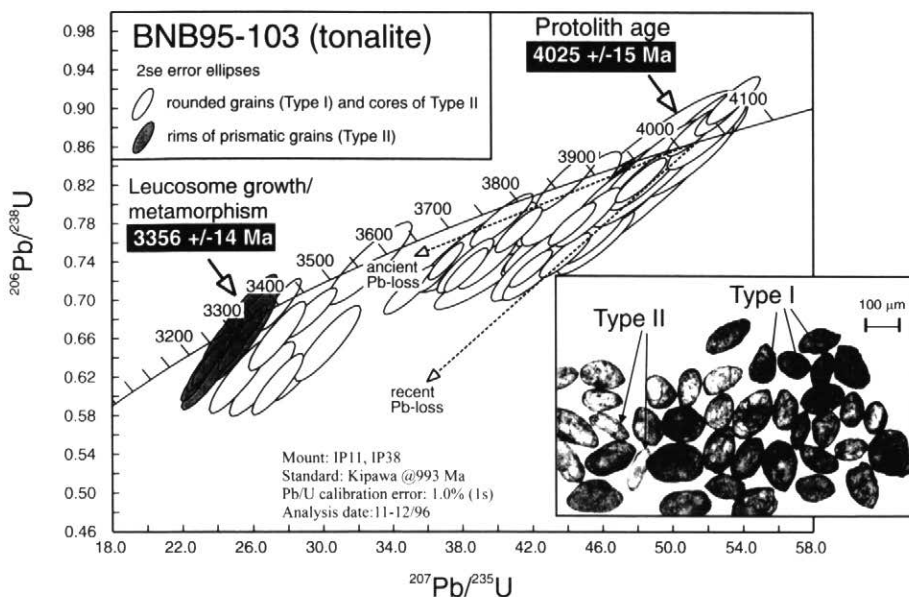 BNB95-103 (tonalite)
2se error ellipses
rounded grains (Type I) and cores of Type II
rims of prismatic grains (Type II)
Protolith age
4025 +/-15 Ma
Leucosome growth/
metamorphism
3356 +/-14 Ma
3200
3300
3400
3500
3600
3700
3800
3900
4000
4100
ancient
Pb-loss
recent
Pb-loss
Mount: IP11, IP38
Standard: Kipawa @993 Ma
Pb/U calibration error: 1.0% (1s)
Analysis date:11-12/96
Type I
Type II
100 µm
0.98
0.94
0.90
0.86
0.82
0.78
0.74
0.70
0.66
0.62
0.58
0.54
0.50
0.46
206Pb/238U
18.0 22.0 26.0 30.0 34.0 38.0 42.0 46.0 50.0 54.0 58.0
207Pb/235U